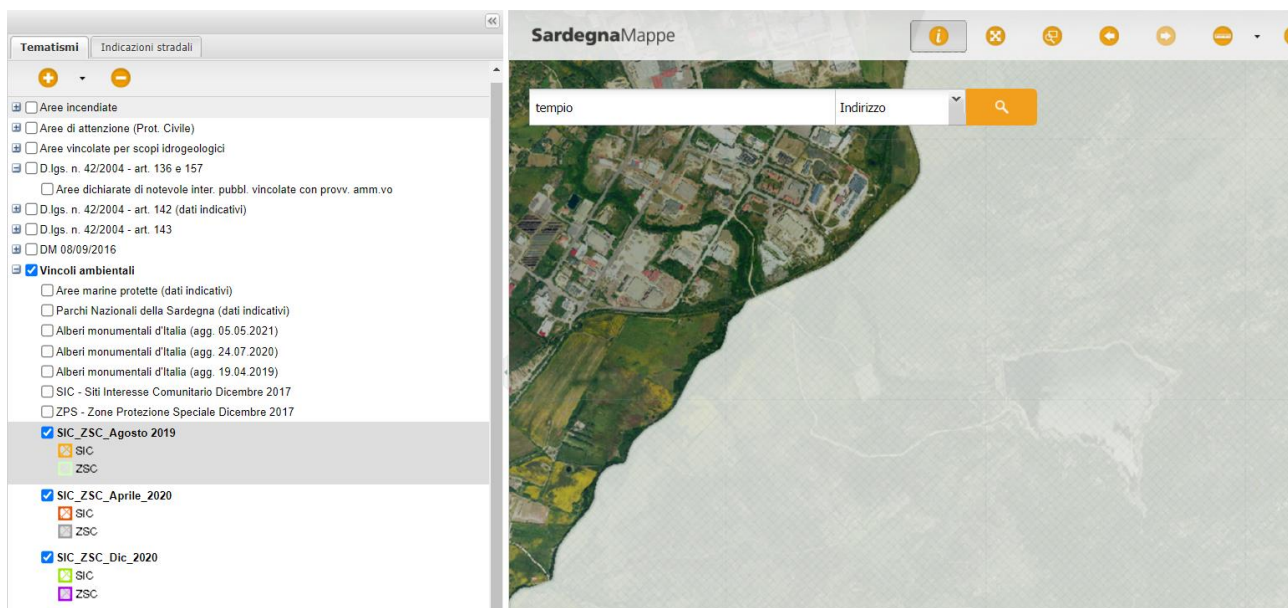 Tematismi
Indicazioni stradali
Aree incendiate
Aree di attenzione (Prot. Civile)
Aree vincolate per scopi idrogeologici
D.lgs. n. 42/2004 - art. 136 e 157
Aree dichiarate di notevole inter. pubbl. vincolate con provv. amm.vo
D.lgs. n. 42/2004 - art. 142 (dati indicativi)
D.lgs. n. 42/2004 - art. 143
DM 08/09/2016
Vincoli ambientali
Aree marine protette (dati indicativi)
Parchi Nazionali della Sardegna (dati indicativi)
Alberi monumentali d'Italia (agg. 05.05.2021)
Alberi monumentali d'Italia (agg. 24.07.2020)
Alberi monumentali d'Italia (agg. 19.04.2019)
SIC - Siti Interesse Comunitario Dicembre 2017
ZPS - Zone Protezione Speciale Dicembre 2017
SIC_ZSC_Agosto 2019
SIC
ZSC
SIC_ZSC_Aprile_2020
SIC
ZSC
SIC_ZSC_Dic_2020
SIC
ZSC
SardegnaMappe
tempio
Indirizzo